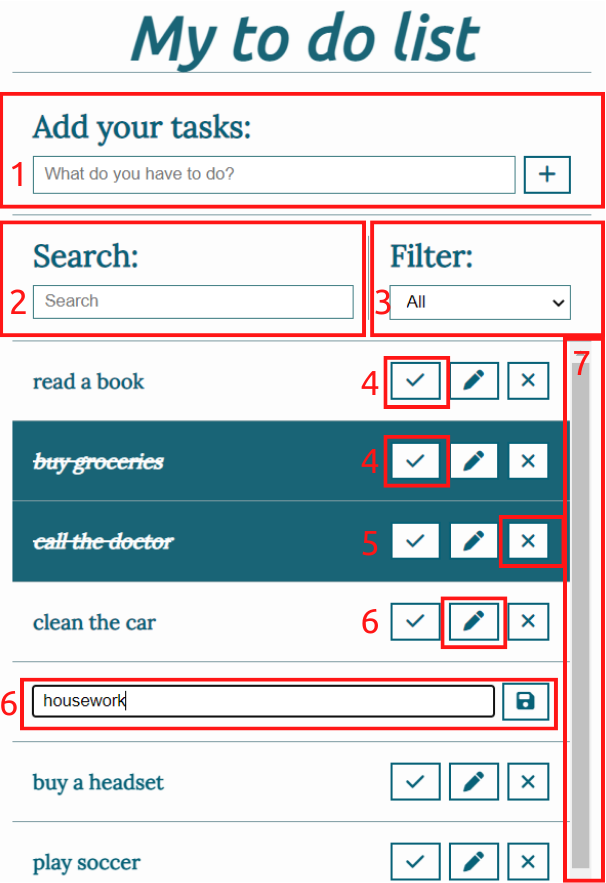 My to do list
Add your tasks:
1 What do you have to do?
Search:
Filter:
2 Search
3 All
7
read a book 4
buy groceries 4
call the doctor 5
clean the car 6
6 housework
buy a headset
play soccer